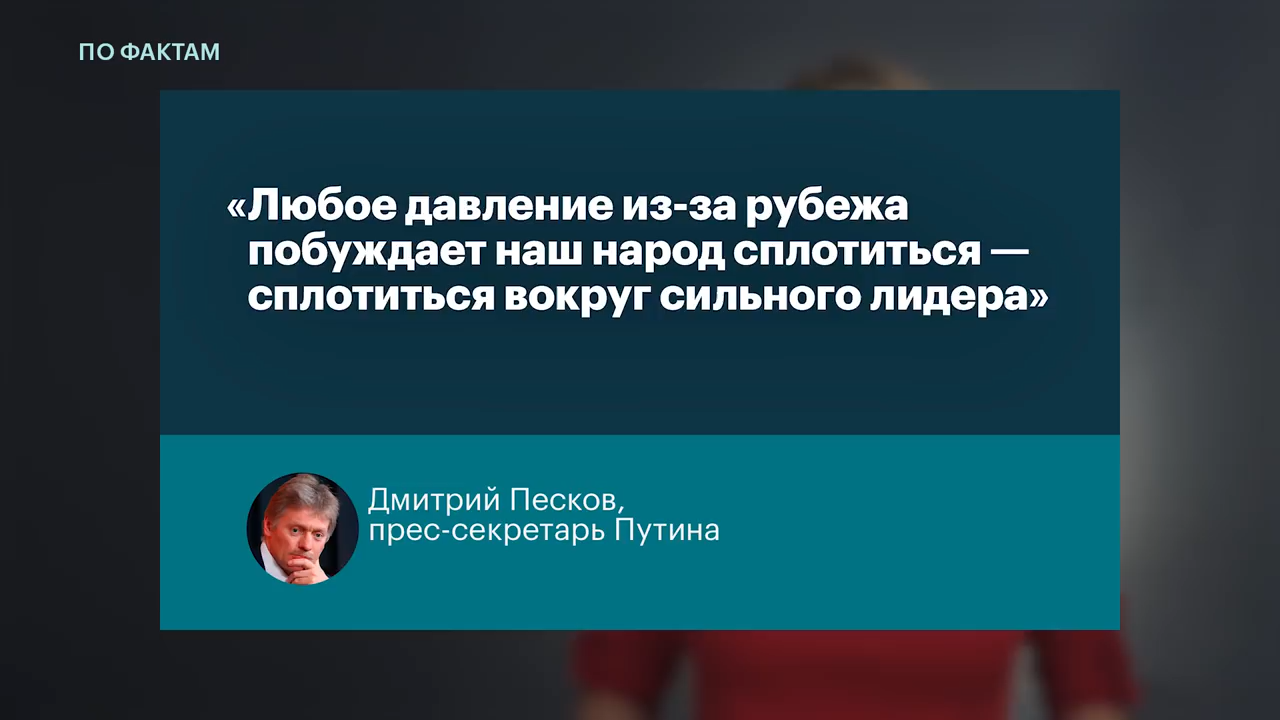 ПО ФАКТАМ
«Любое давление из-за рубежа
побуждает наш народ сплотиться —
сплотиться вокруг сильного лидера»
Дмитрий Песков,
прес-секретарь Путина